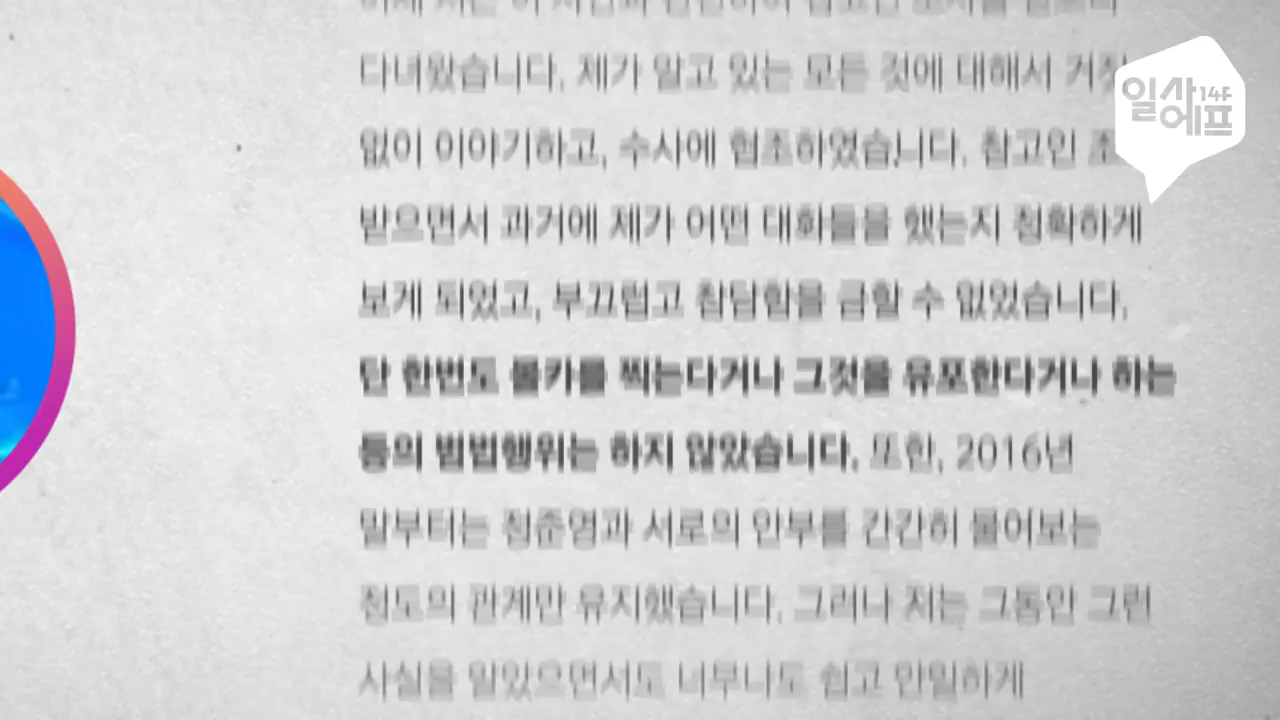 다녀왔습니다. 제가 알고 있는 모든 것에 대해서 거짓
없이 이야기하고, 수사에 협조하였습니다. 참고인 조
받으면서 과거에 제가 어떤 대화들을 했는지 정확하게
보게 되었고, 부끄럽고 참담함을 금할 수 없었습니다.
단 한번도 몰카를 찍는다거나 그것을 유포한다거나 하는
등의 범법행위는 하지 않았습니다. 또한, 2016년
말부터는 정준영과 서로의 안부를 간간히 물어보는
정도의 관계만 유지했습니다. 그러나 저는 그동안 그런
사실을 알았으면서도 너무나도 쉽고 안일하게
일사 14F
에프